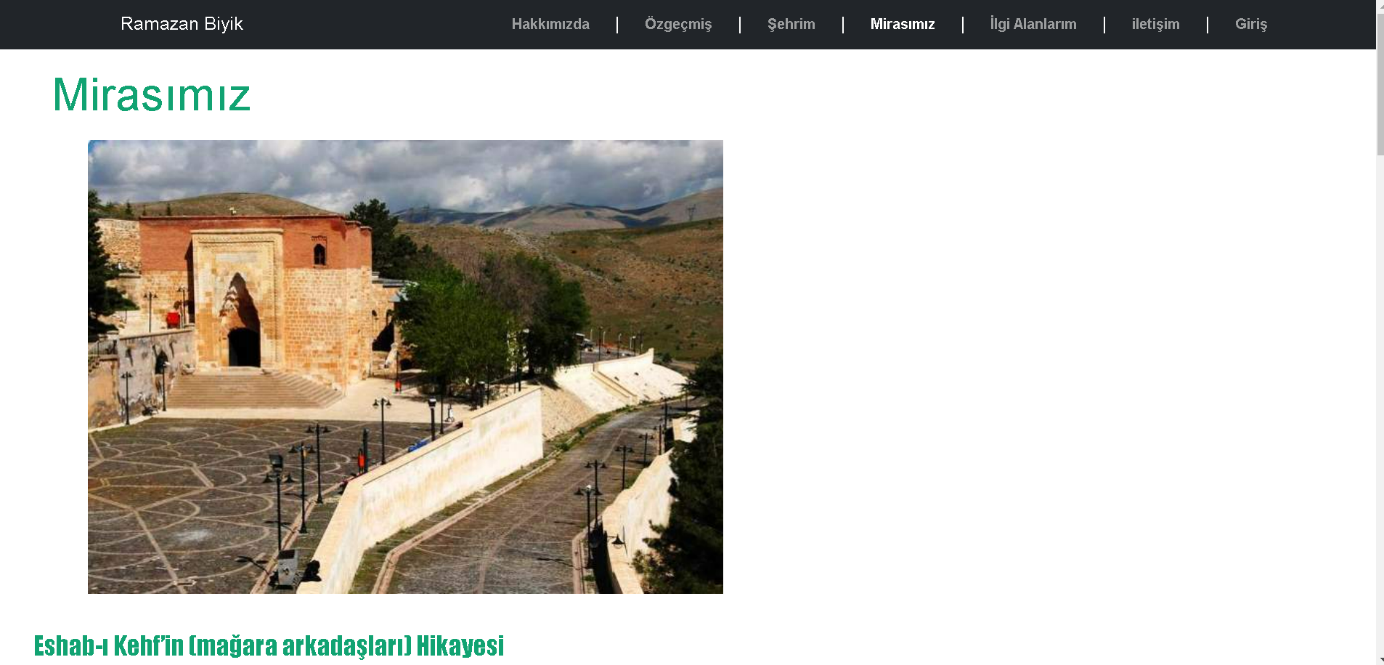 Ramazan Biyik
Hakkımızda | Özgeçmiş | Şehrim | Mirasımız | İlgi Alanlarım | iletişim | Giriş
Mirasımız
Eshab-ı Kehf’in (mağara arkadaşları) Hikayesi